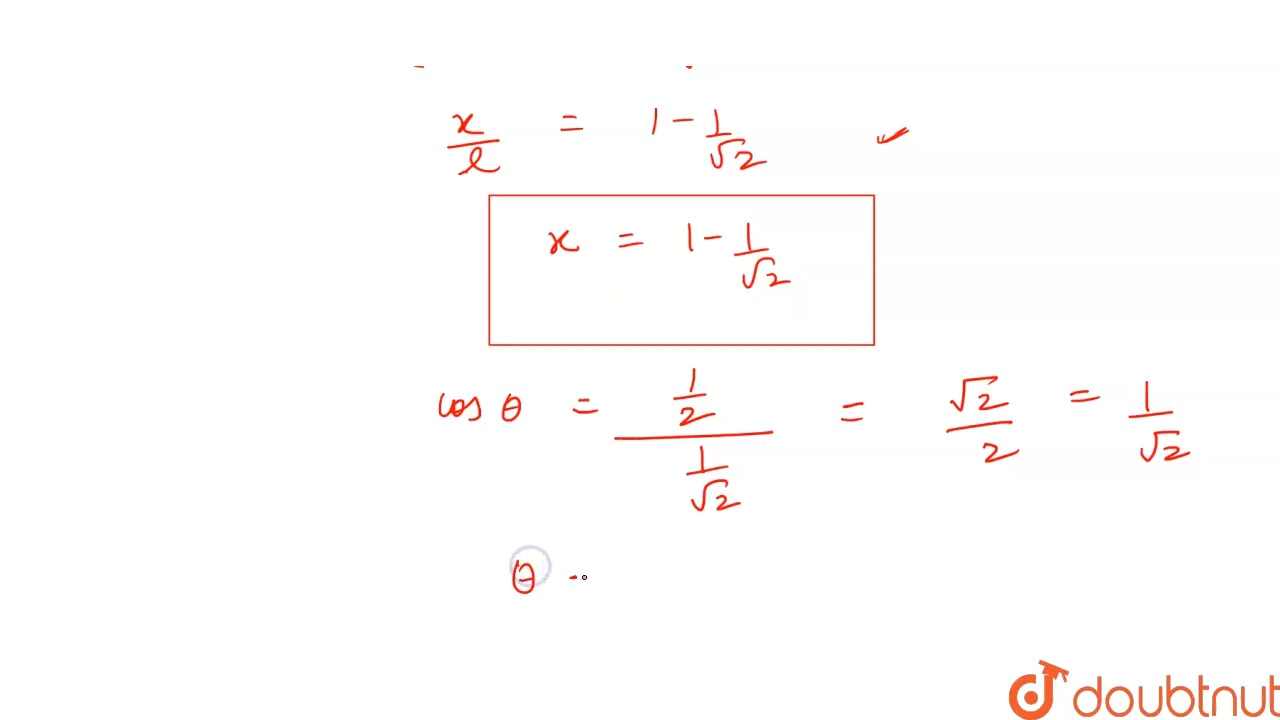 x/l = 1 - 1/√2 ✓
x = 1 - 1/√2
cos θ = (1/2)/(1/√2) = √2/2 = 1/√2
θ -
doubtnut